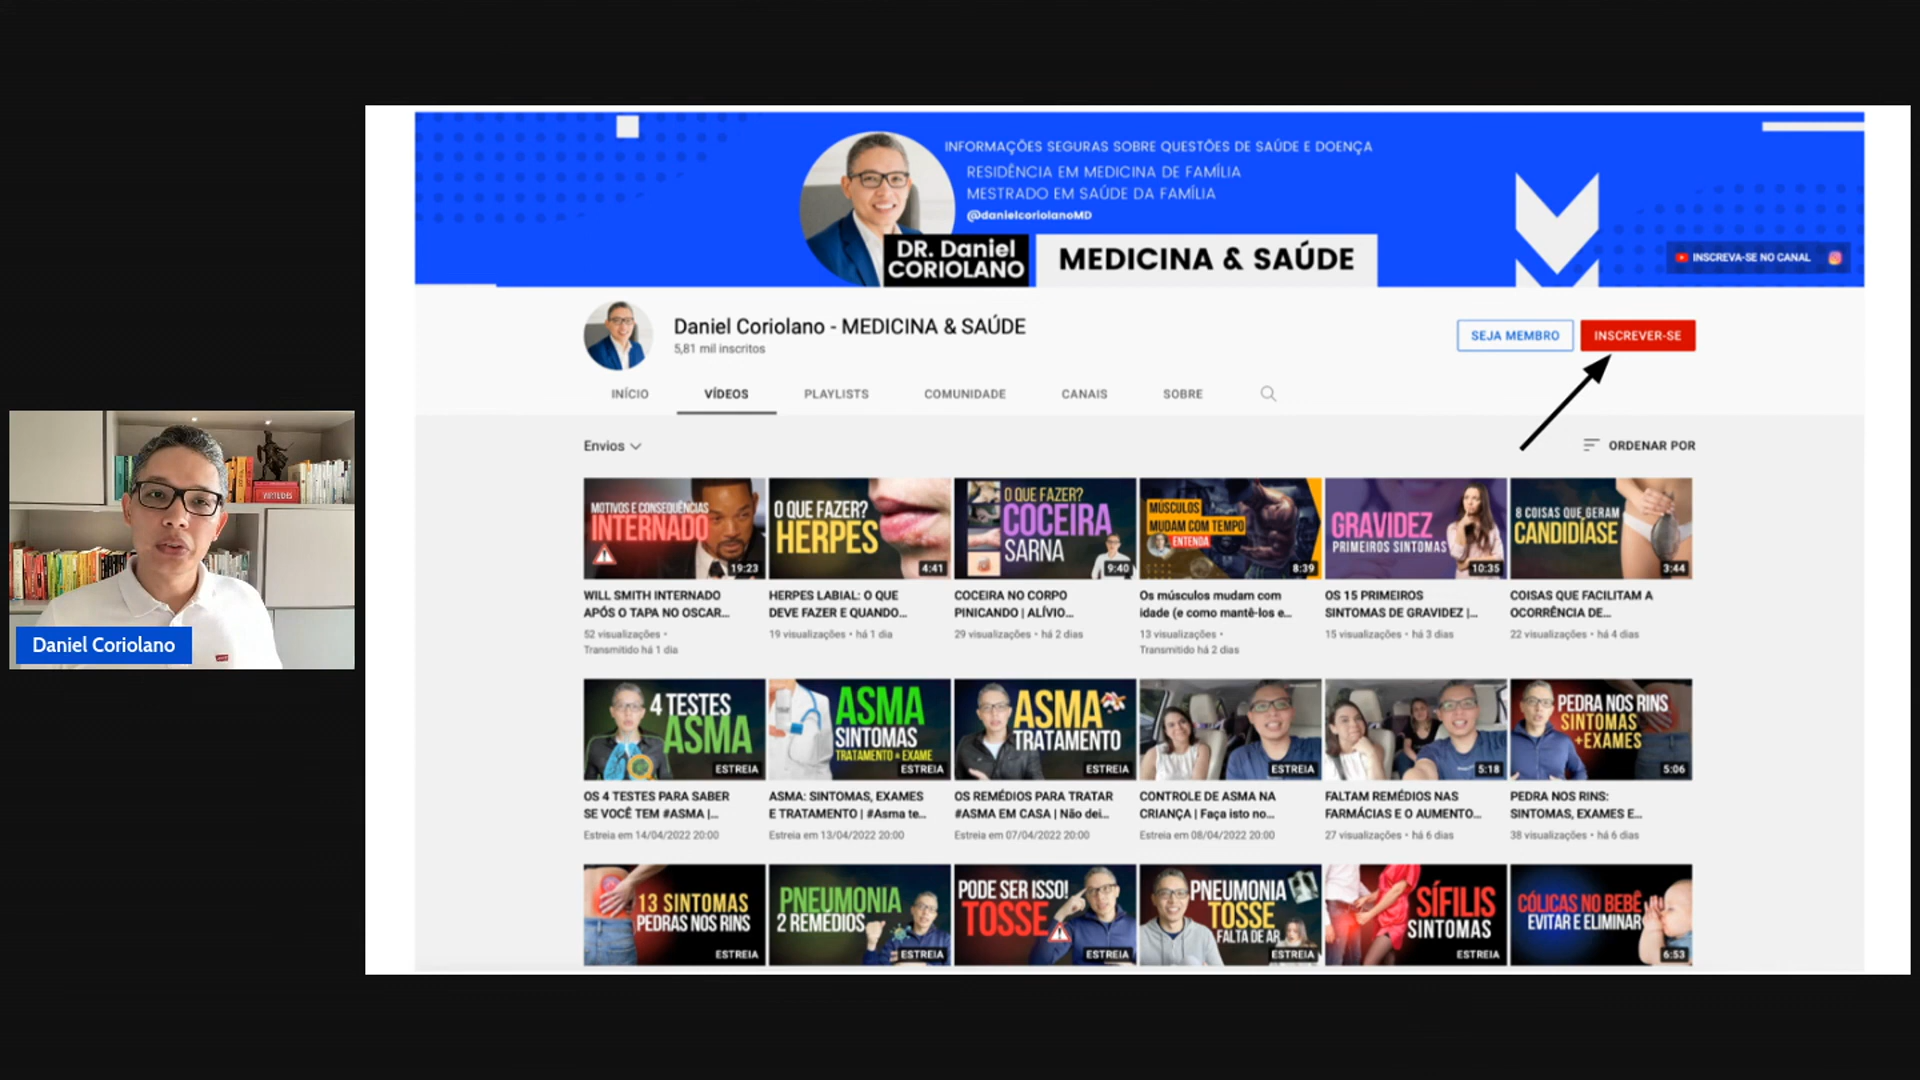 INFORMAÇÕES SEGURAS SOBRE QUESTÕES DE SAÚDE E DOENÇA
RESIDÊNCIA EM MEDICINA DE FAMÍLIA
MESTRADO EM SAÚDE DA FAMÍLIA
@danielcoriolanoMD
DR. Daniel
CORIOLANO
MEDICINA & SAÚDE
INSCREVA-SE NO CANAL
Daniel Coriolano - MEDICINA & SAÚDE
5,81 mil inscritos
SEJA MEMBRO
INSCREVER-SE
INÍCIO VÍDEOS PLAYLISTS COMUNIDADE CANAIS SOBRE
Envios
ORDENAR POR
MOTIVOS E CONSEQUÊNCIAS
INTERNADO
19:23
WILL SMITH INTERNADO
APÓS O TAPA NO OSCAR...
52 visualizações •
Transmitido há 1 dia
O QUE FAZER?
HERPES
4:41
HERPES LABIAL: O QUE
DEVE FAZER E QUANDO...
19 visualizações • há 1 dia
O QUE FAZER?
COCEIRA
SARNA
9:40
COCEIRA NO CORPO
PINICANDO | ALÍVIO...
29 visualizações • há 2 dias
MÚSCULOS
MUDAM COM TEMPO
ENTENDA
8:39
Os músculos mudam com
idade (e como mantê-los e...
13 visualizações •
Transmitido há 2 dias
GRAVIDEZ
PRIMEIROS SINTOMAS
10:35
OS 15 PRIMEIROS
SINTOMAS DE GRAVIDEZ |...
15 visualizações • há 3 dias
8 COISAS QUE GERAM
CANDIDÍASE
3:44
COISAS QUE FACILITAM A
OCORRÊNCIA DE...
22 visualizações • há 4 dias
4 TESTES
ASMA
ESTREIA
OS 4 TESTES PARA SABER
SE VOCÊ TEM #ASMA |...
Estreia em 14/04/2022 20:00
ASMA
SINTOMAS
TRATAMENTO + EXAME
ESTREIA
ASMA: SINTOMAS, EXAMES
E TRATAMENTO | #Asma te...
Estreia em 13/04/2022 20:00
ASMA
TRATAMENTO
ESTREIA
OS REMÉDIOS PARA TRATAR
#ASMA EM CASA | Não dei...
Estreia em 07/04/2022 20:00
ESTREIA
CONTROLE DE ASMA NA
CRIANÇA | Faça isto no...
Estreia em 08/04/2022 20:00
5:18
FALTAM REMÉDIOS NAS
FARMÁCIAS E O AUMENTO...
27 visualizações • há 6 dias
PEDRA NOS RINS
SINTOMAS
+EXAMES
5:06
PEDRA NOS RINS:
SINTOMAS, EXAMES E...
38 visualizações • há 6 dias
13 SINTOMAS
PEDRAS NOS RINS
ESTREIA
PNEUMONIA
2 REMÉDIOS
ESTREIA
PODE SER ISSO!
TOSSE
ESTREIA
PNEUMONIA
TOSSE
FALTA DE AR
ESTREIA
SÍFILIS
SINTOMAS
ESTREIA
CÓLICAS NO BEBÊ
EVITAR E ELIMINAR
6:53
VIRTUDES
Daniel Coriolano